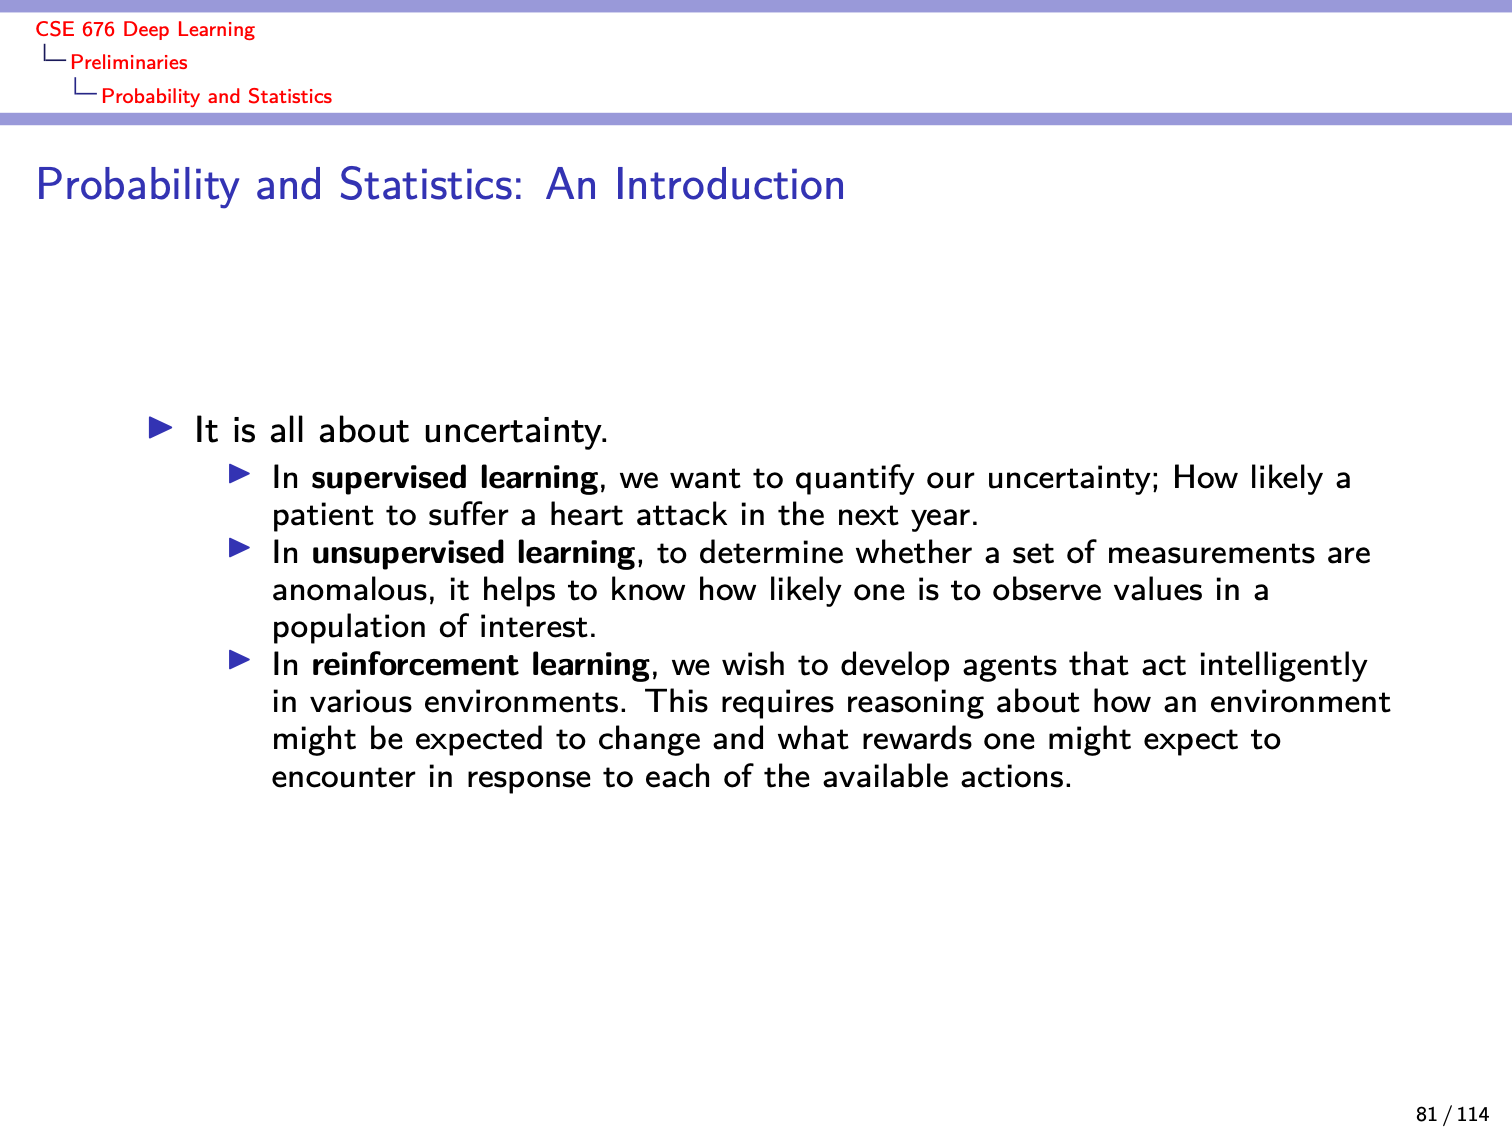 CSE 676 Deep Learning
Preliminaries
Probability and Statistics
Probability and Statistics: An Introduction
It is all about uncertainty.
In supervised learning, we want to quantify our uncertainty; How likely a
patient to suffer a heart attack in the next year.
In unsupervised learning, to determine whether a set of measurements are
anomalous, it helps to know how likely one is to observe values in a
population of interest.
In reinforcement learning, we wish to develop agents that act intelligently
in various environments. This requires reasoning about how an environment
might be expected to change and what rewards one might expect to
encounter in response to each of the available actions.
81 / 114